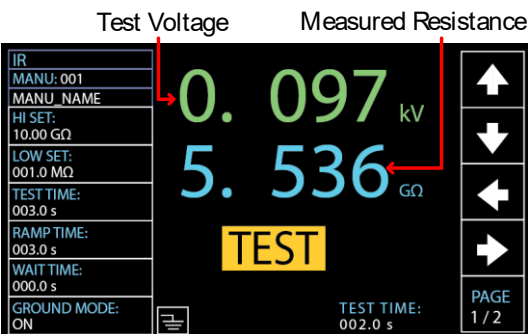 Test Voltage Measured Resistance
IR
MANU: 001
MANU_NAME
HI SET:
10.00 GΩ
LOW SET:
001.0 MΩ
TEST TIME:
003.0 s
RAMP TIME:
003.0 s
WAIT TIME:
000.0 s
GROUND MODE:
ON
0. 097 kV
5. 536 GΩ
TEST
TEST TIME:
002.0 s
PAGE
1 / 2